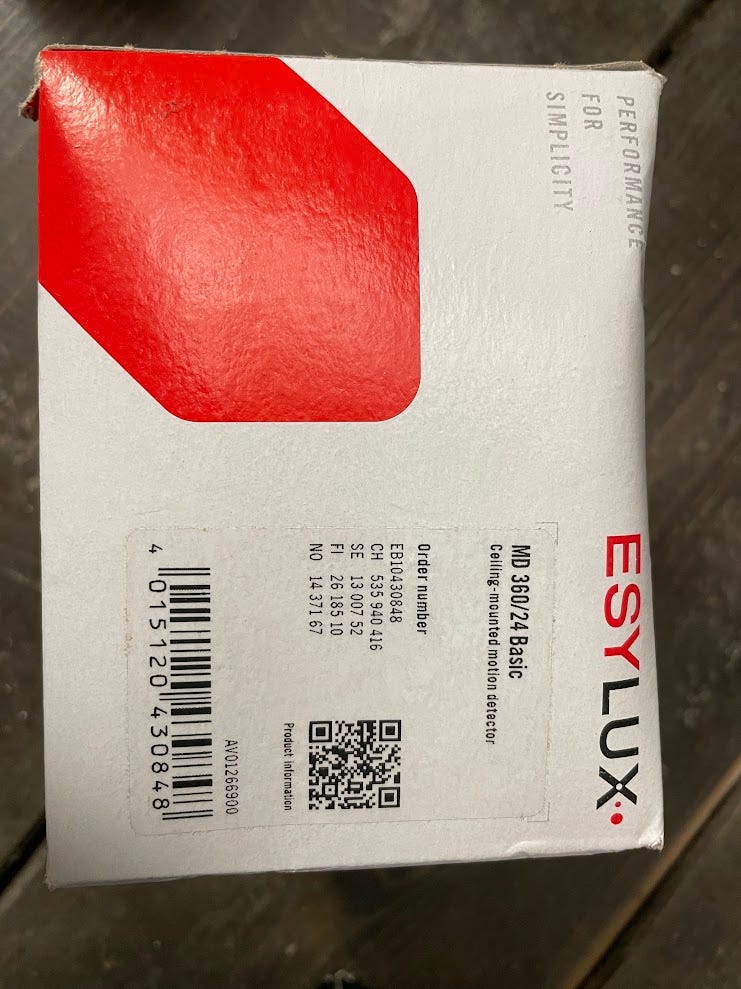 PERFORMANCE
FOR
SIMPLICITY
ESYLUX
MD 360/24 Basic
Ceiling-mounted motion detector
Order number
EB10430848
CH 535 940 416
SE 13 007 52
FI 26 185 10
NO 14 371 67
Product information
AV01266900
4 015120 430848